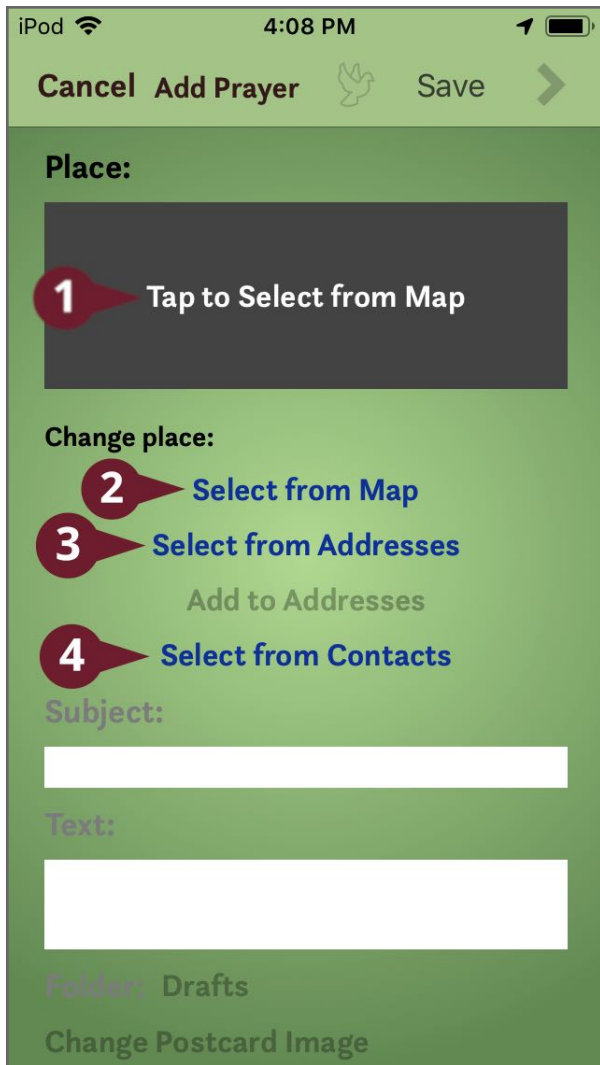 iPod 4:08 PM
Cancel Add Prayer Save
Place:
1 Tap to Select from Map
Change place:
2 Select from Map
3 Select from Addresses
Add to Addresses
4 Select from Contacts
Subject:
Text:
Folder: Drafts
Change Postcard Image